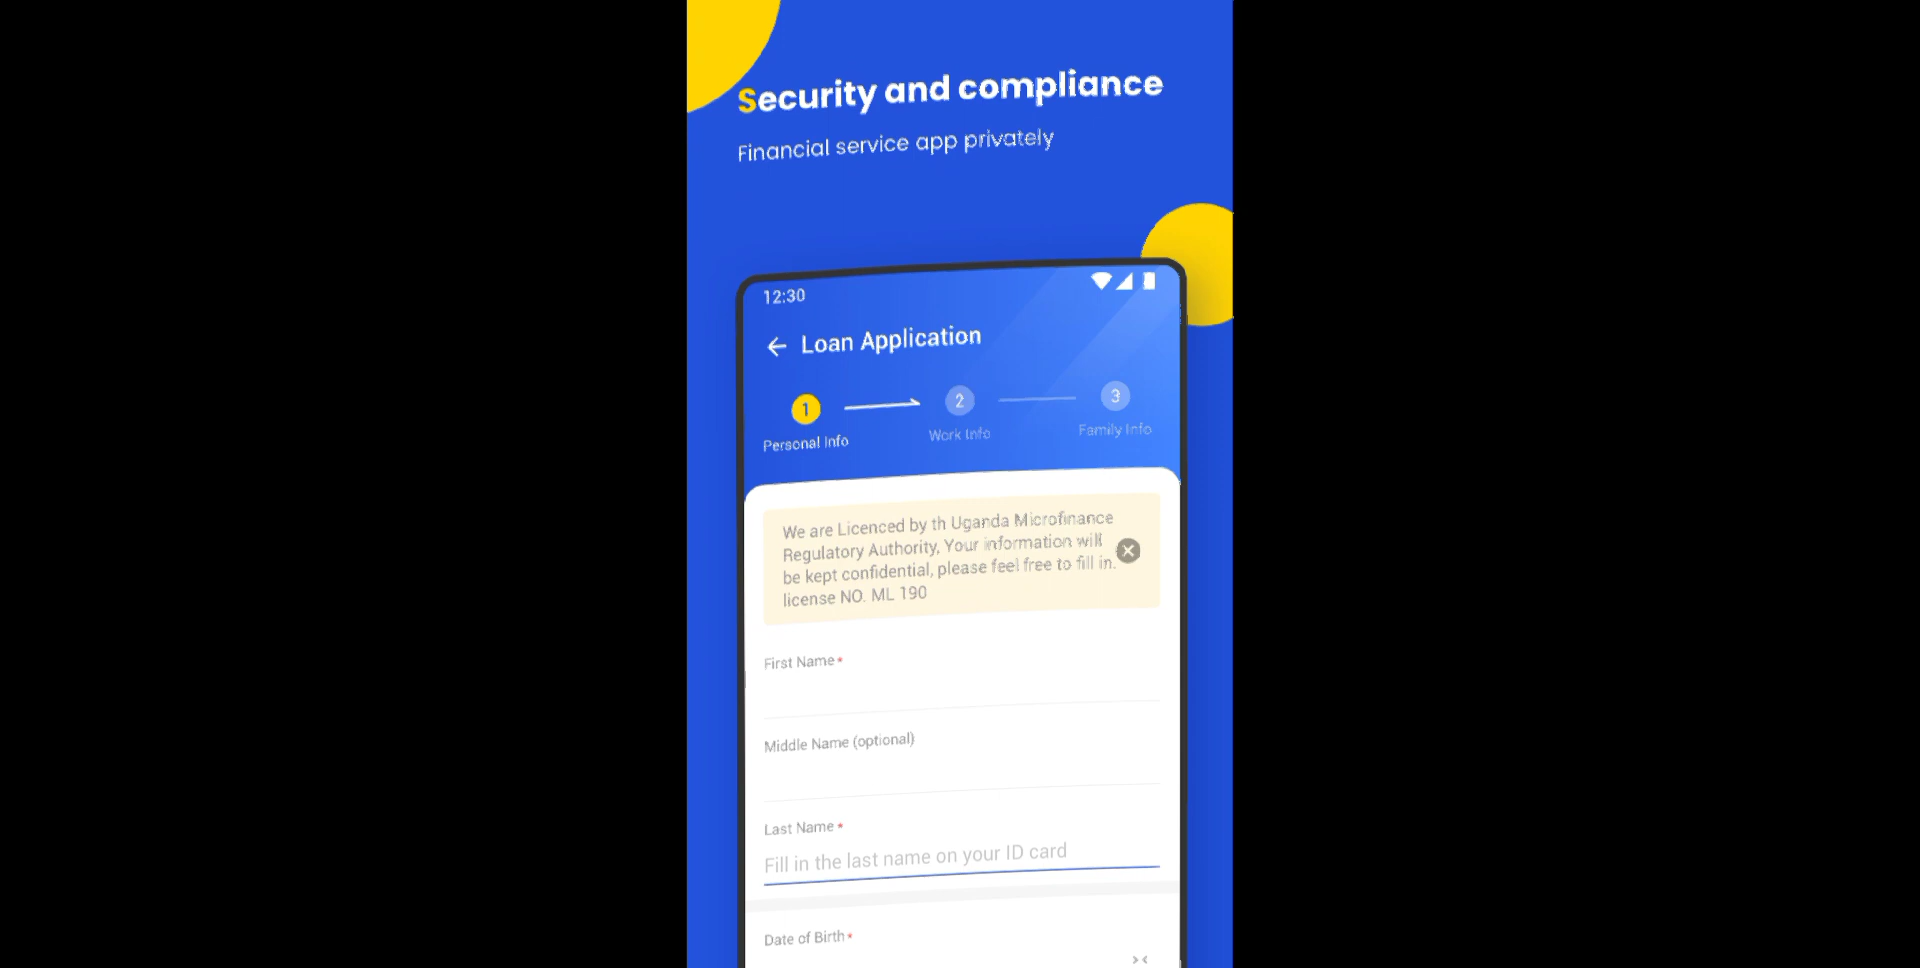 Security and compliance
Financial service app privately
12:30
Loan Application
1
2
3
Personal Info
Work Info
Family Info
We are Licenced by th Uganda Microfinance
Regulatory Authority, Your information will
be kept confidential, please feel free to fill in.
license NO. ML 190
First Name*
Middle Name (optional)
Last Name *
Fill in the last name on your ID card
Date of Birth*